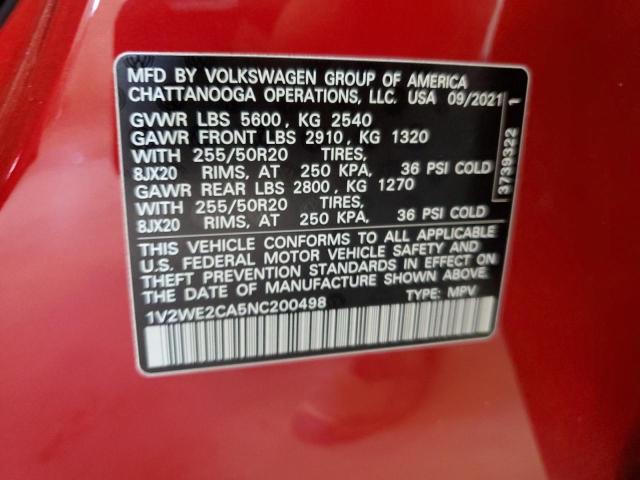 MFD BY VOLKSWAGEN GROUP OF AMERICA
CHATTANOOGA OPERATIONS, LLC. USA 09/2021
GVWR LBS 5600, KG 2540
GAWR FRONT LBS 2910, KG 1320
WITH 255/50R20 TIRES,
8JX20 RIMS, AT 250 KPA, 36 PSI COLD
GAWR REAR LBS 2800, KG 1270
WITH 255/50R20 TIRES,
8JX20 RIMS, AT 250 KPA, 36 PSI COLD
THIS VEHICLE CONFORMS TO ALL APPLICABLE
U.S. FEDERAL MOTOR VEHICLE SAFETY AND
THEFT PREVENTION STANDARDS IN EFFECT ON
THE DATE OF MANUFACTURE SHOWN ABOVE.
1V2WE2CA5NC200498 TYPE: MPV
3739322 1